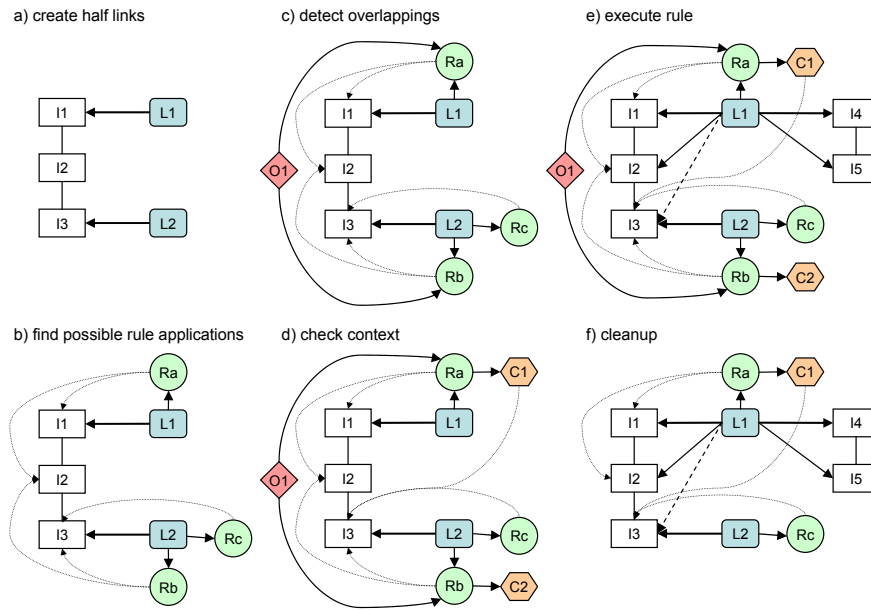 a) create half links
I1
L1
I2
I3
L2
b) find possible rule applications
Ra
I1
L1
I2
I3
L2
Rc
Rb
c) detect overlappings
Ra
I1
L1
O1
I2
I3
L2
Rc
Rb
d) check context
Ra
C1
I1
L1
O1
I2
I3
L2
Rc
Rb
C2
e) execute rule
Ra
C1
I1
L1
I4
O1
I2
I5
I3
L2
Rc
Rb
C2
f) cleanup
Ra
C1
I1
L1
I4
I2
I5
I3
L2
Rc